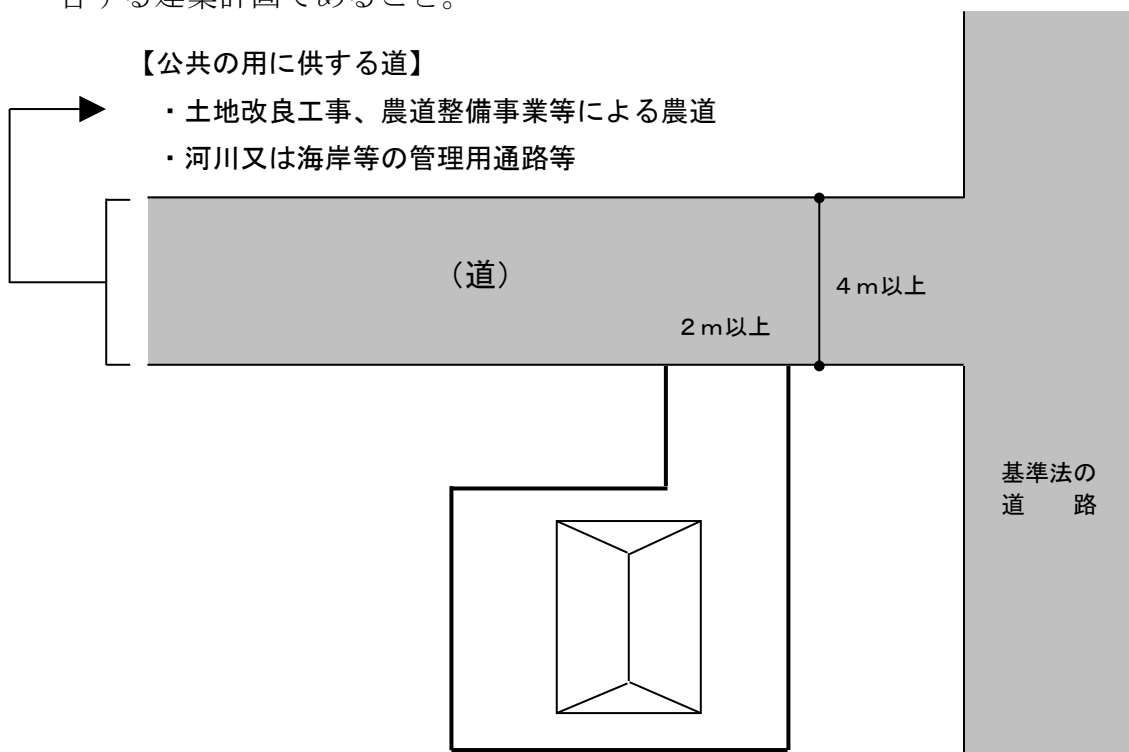 合する建築計画であること。
【公共の用に供する道】
・土地改良工事、農道整備事業等による農道
・河川又は海岸等の管理用通路等
（道）
４ｍ以上
２ｍ以上
基準法の
道　　路